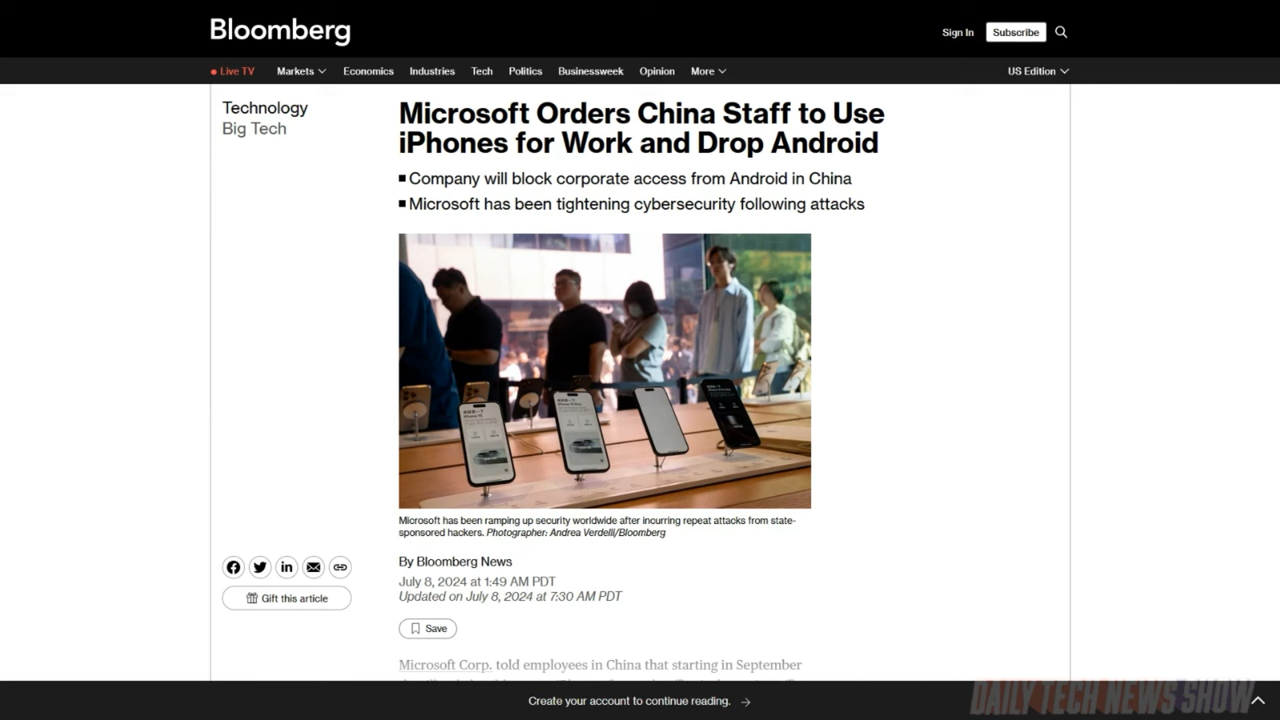 Bloomberg
Sign In
Subscribe
Live TV
Markets
Economics
Industries
Tech
Politics
Businessweek
Opinion
More
US Edition
Technology
Big Tech
Microsoft Orders China Staff to Use
iPhones for Work and Drop Android
Company will block corporate access from Android in China
Microsoft has been tightening cybersecurity following attacks
Microsoft has been ramping up security worldwide after incurring repeat attacks from state-
sponsored hackers. Photographer: Andrea Verdelli/Bloomberg
By Bloomberg News
July 8, 2024 at 1:49 AM PDT
Updated on July 8, 2024 at 7:30 AM PDT
Gift this article
Save
Microsoft Corp. told employees in China that starting in September
Create your account to continue reading.
DAILY TECH NEWS SHOW